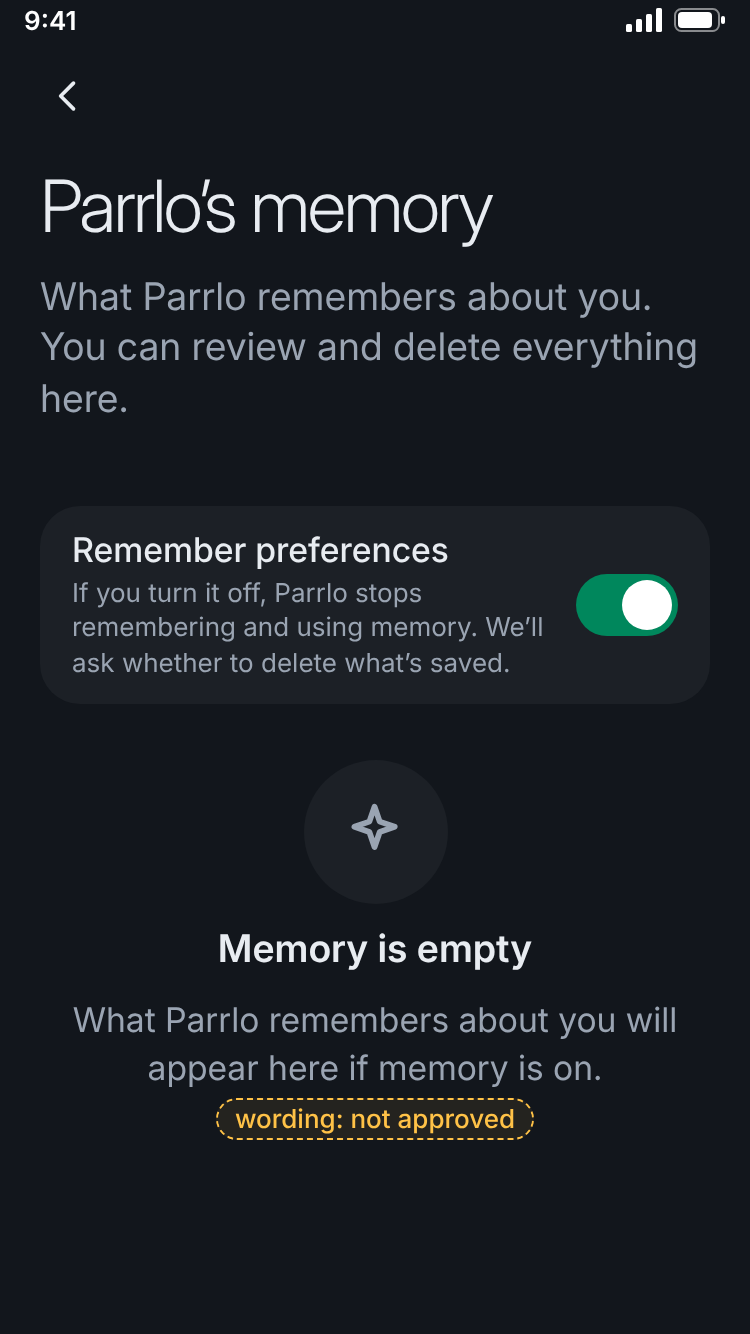 9:41
Parrlo’s memory
What Parrlo remembers about you.
You can review and delete everything
here.
Remember preferences
If you turn it off, Parrlo stops
remembering and using memory. We’ll
ask whether to delete what’s saved.
Memory is empty
What Parrlo remembers about you will
appear here if memory is on.
wording: not approved